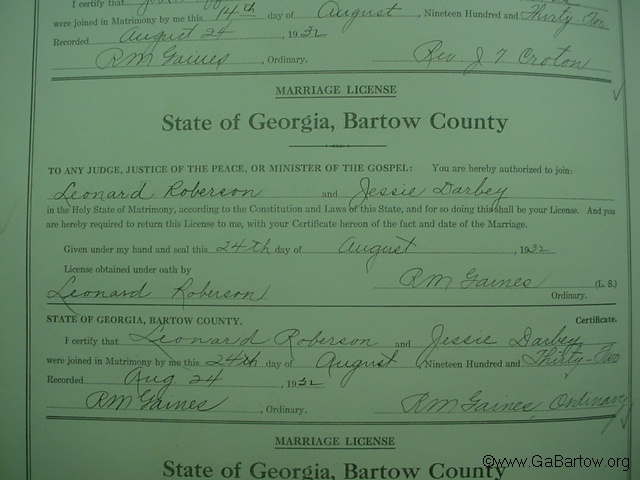 I certify that
were joined in Matrimony by me this 14th day of August, Nineteen Hundred and Thirty-Two
Recorded August 24, 1932
RM Gaines, Ordinary. Rev. J T Croton
MARRIAGE LICENSE
State of Georgia, Bartow County
TO ANY JUDGE, JUSTICE OF THE PEACE, OR MINISTER OF THE GOSPEL: You are hereby authorized to join:
Leonard Roberson and Jessie Darbey
in the Holy State of Matrimony, according to the Constitution and Laws of this State, and for so doing this shall be your License. And you
are hereby required to return this License to me, with your Certificate hereon of the fact and date of the Marriage.
Given under my hand and seal this 24th day of August, 1932
License obtained under oath by RM Gaines (L. S.)
Leonard Roberson Ordinary.
STATE OF GEORGIA, BARTOW COUNTY. Certificate.
I certify that Leonard Roberson and Jessie Darbey
were joined in Matrimony by me this 24th day of August, Nineteen Hundred and Thirty-Two
Recorded Aug 24, 1932
RM Gaines, Ordinary. RM Gaines, Ordinary
MARRIAGE LICENSE
State of Georgia, Bartow County
©www.GaBartow.org